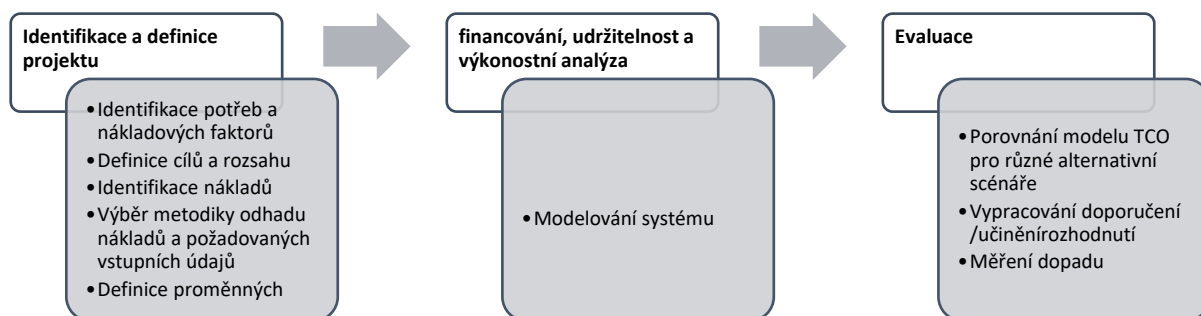 Identifikace a definice
projektu
•Identifikace potřeb a
nákladových faktorů
•Definice cílů a rozsahu
•Identifikace nákladů
•Výběr metodiky odhadu
nákladů a požadovaných
vstupních údajů
•Definice proměnných
financování, udržitelnost a
výkonostní analýza
•Modelování systému
Evaluace
•Porovnání modelu TCO
pro různé alternativní
scénáře
•Vypracování doporučení
/učiněnírozhodnutí
•Měření dopadu